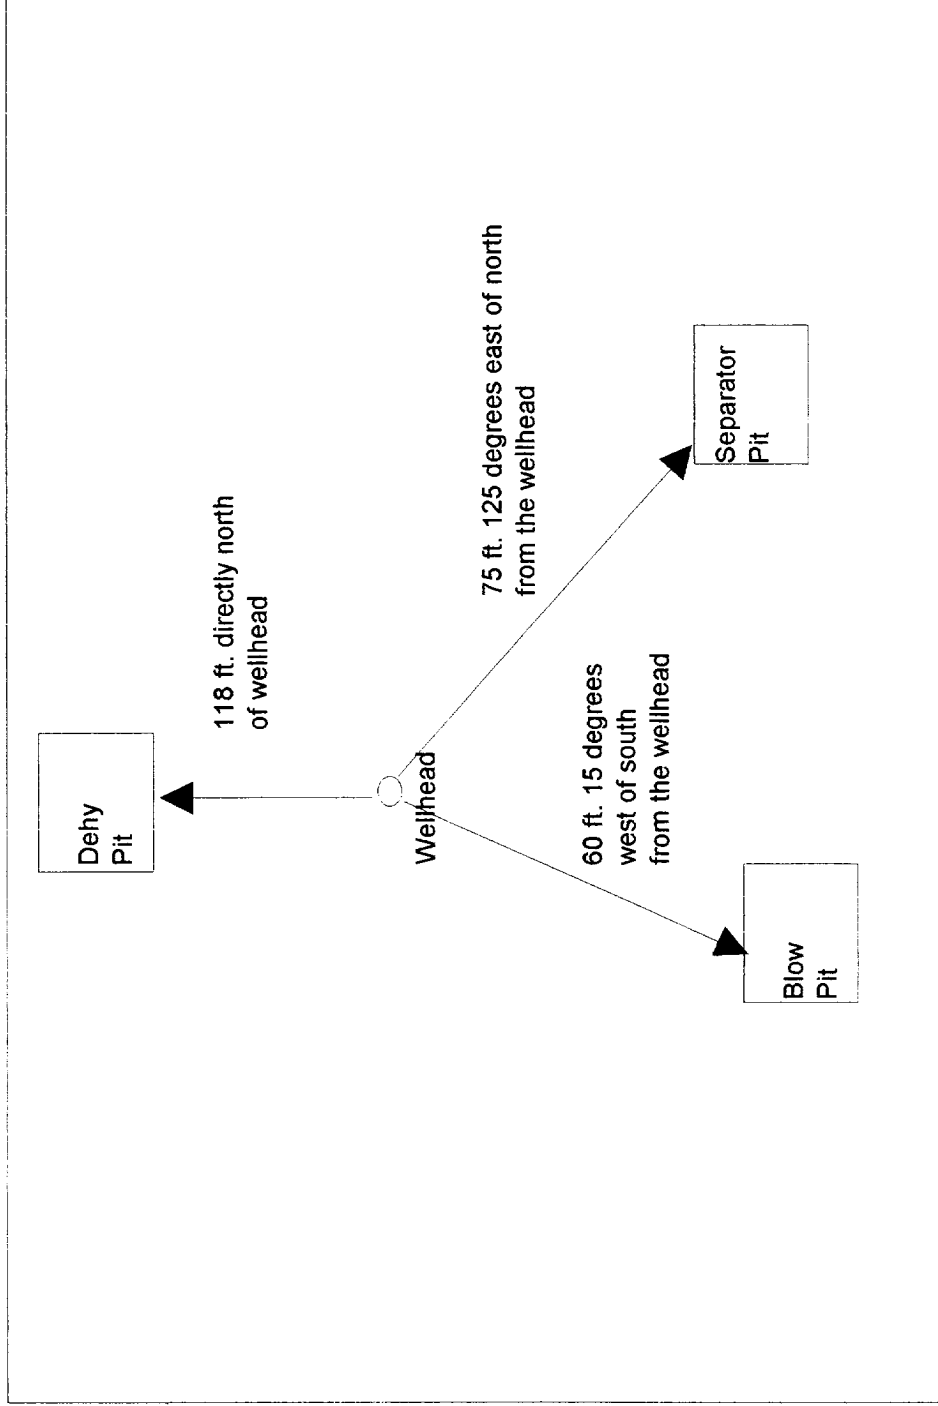 Dehy
Pit
118 ft. directly north
of wellhead
Wellhead
75 ft. 125 degrees east of north
from the wellhead
60 ft. 15 degrees
west of south
from the wellhead
Separator
Pit
Blow
Pit